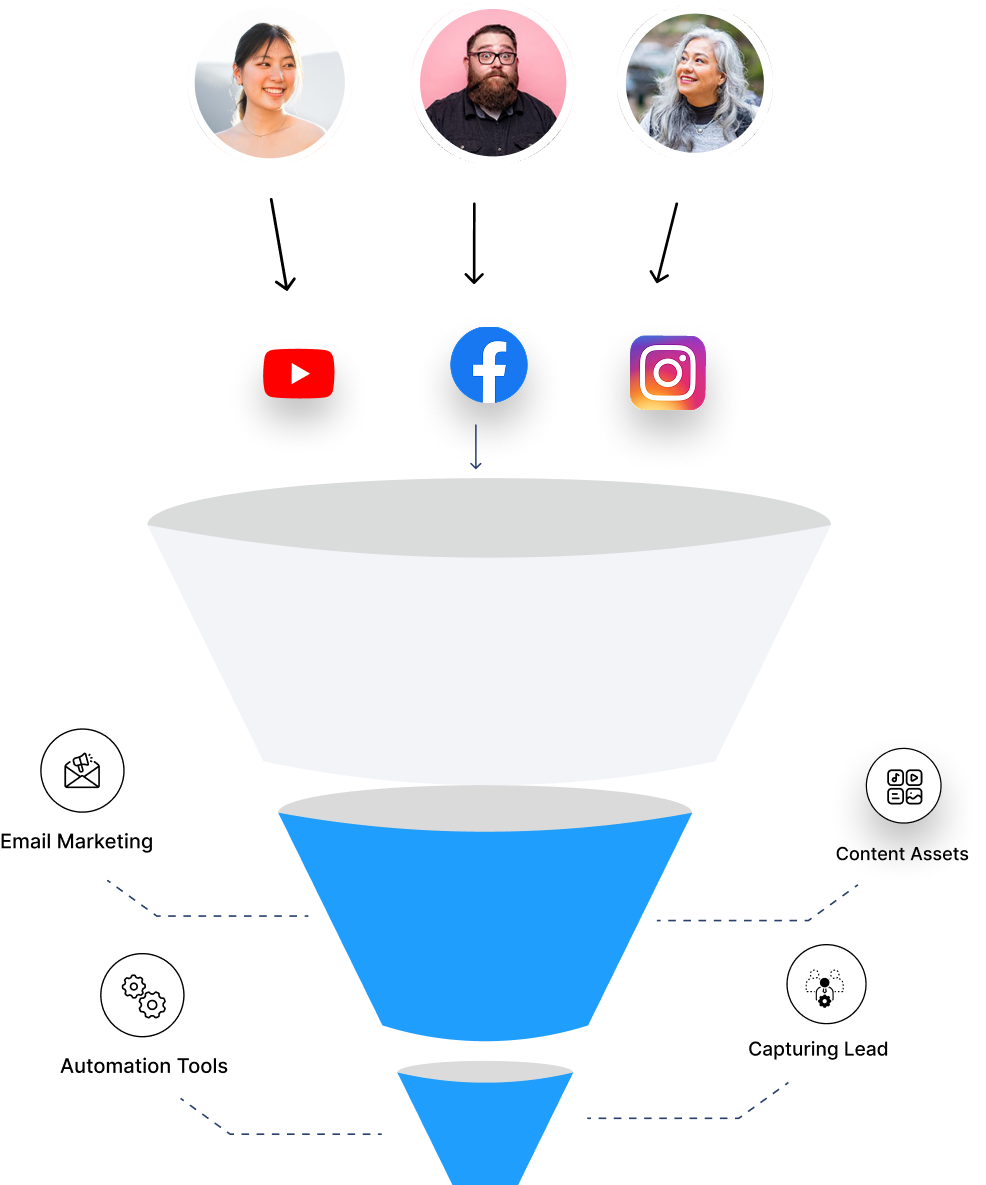 Email Marketing
Content Assets
Automation Tools
Capturing Lead